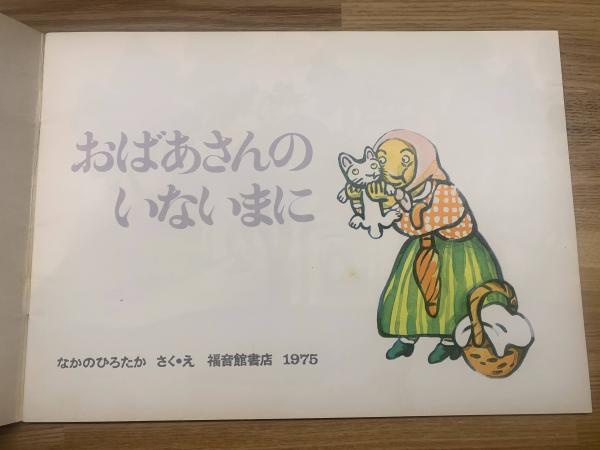 おばあさんの
いないまに
なかのひろたか さく•え 福音館書店 1975